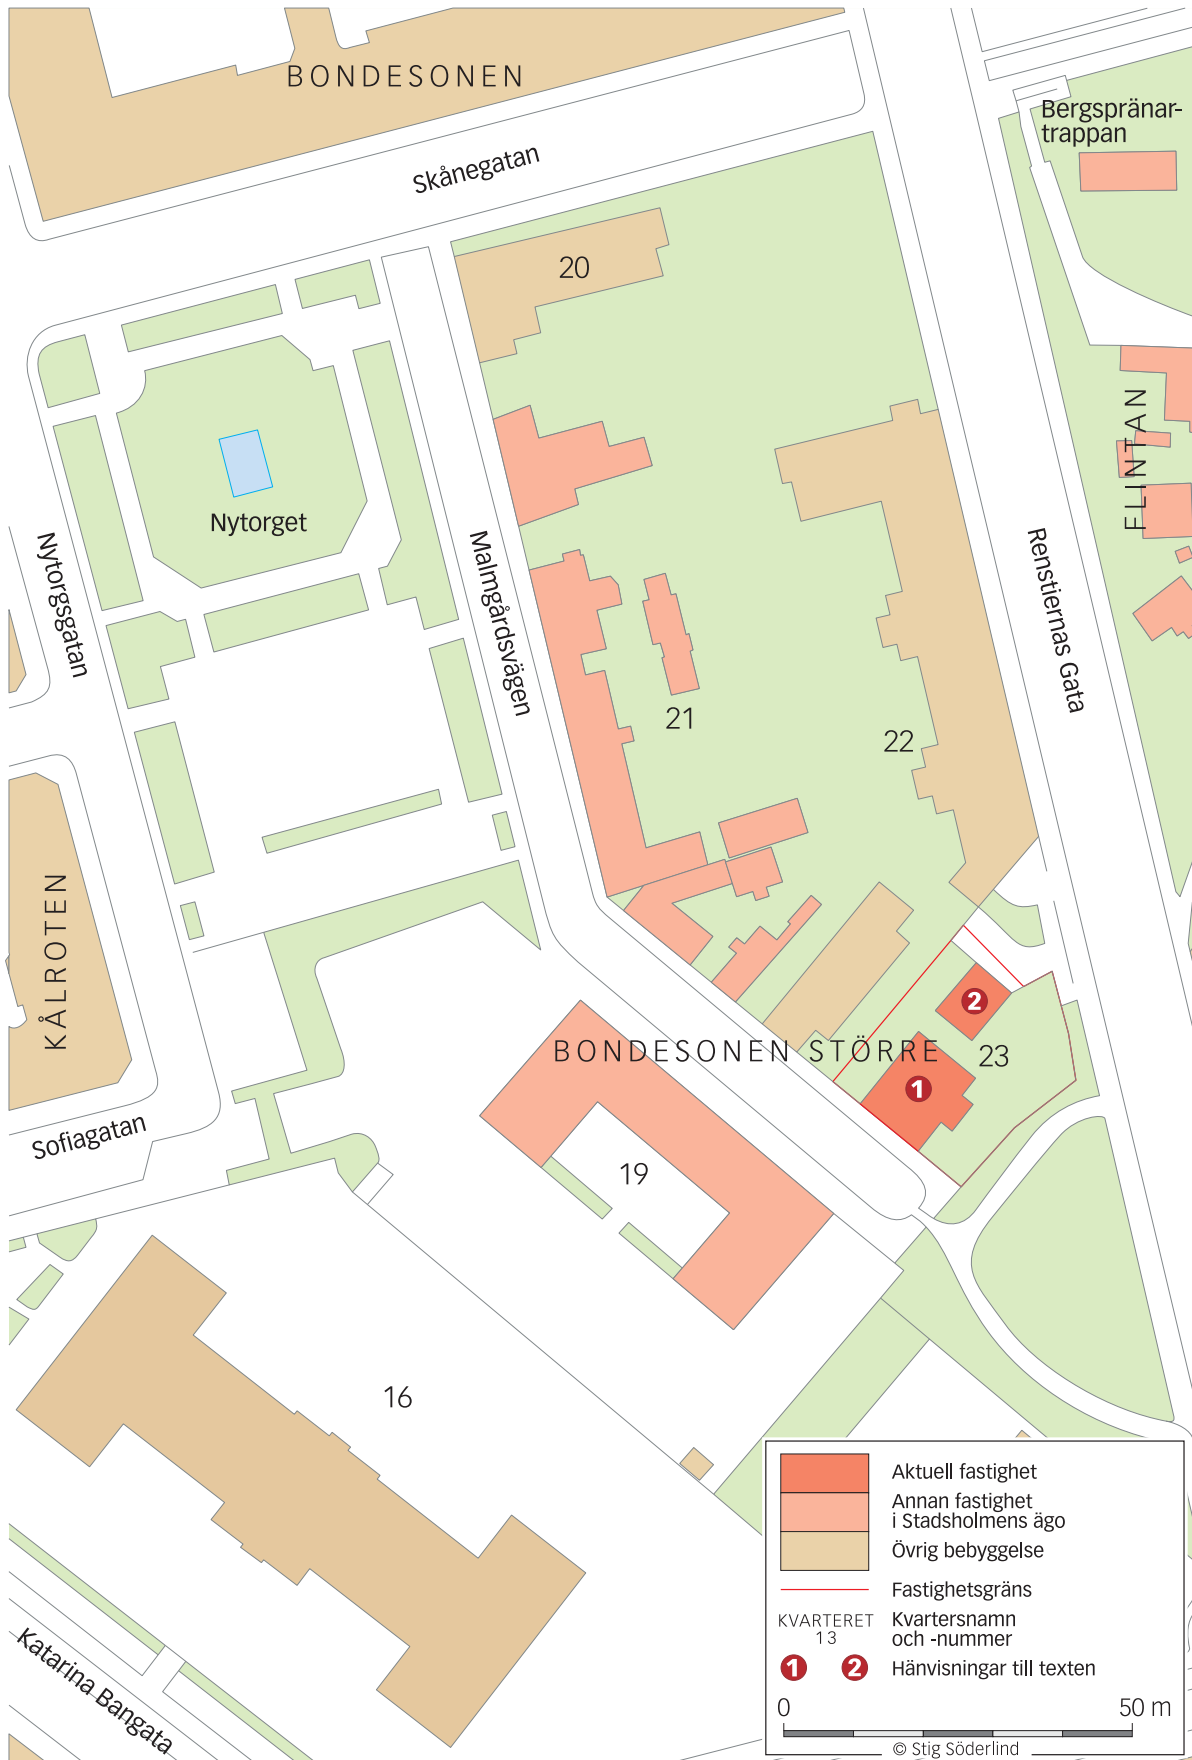 BONDESONEN
Skånegatan
Bergspränar-
trappan
20
FLINTAN
Nytorget
Nytorgsgatan
Malmgårdsvägen
Renstiernas Gata
21
22
KÅLROTEN
2
BONDESONEN STÖRRE
23
1
Sofiagatan
19
16
Katarina Bangata
Aktuell fastighet
Annan fastighet
i Stadsholmens ägo
Övrig bebyggelse
Fastighetsgräns
KVARTERET
13
Kvartersnamn
och -nummer
1 2 Hänvisningar till texten
0 50 m
© Stig Söderlind